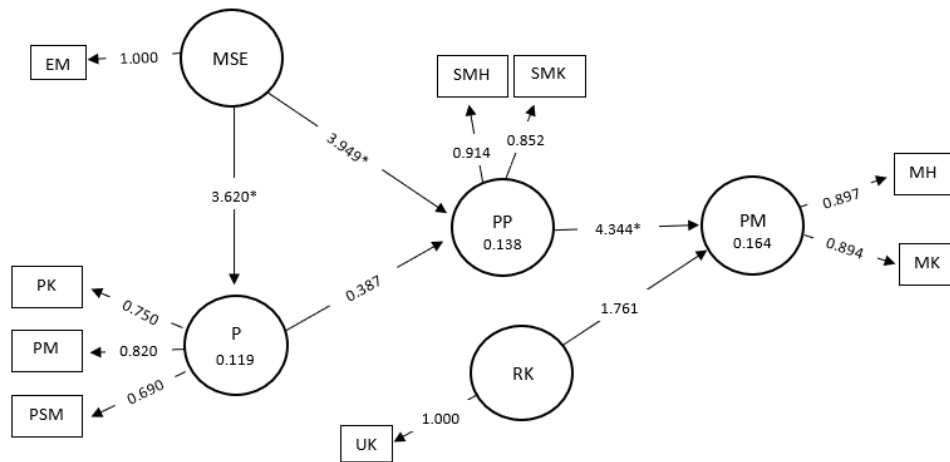 EM
1.000
MSE
SMH
SMK
3.949*
0.914
0.852
3.620*
MH
0.897
PP
0.138
4.344*
PM
0.164
0.894
MK
PK
0.750
0.387
P
0.119
PM
0.820
1.761
RK
PSM
0.690
1.000
UK